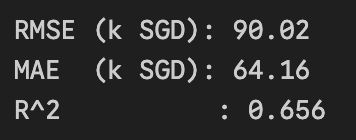 RMSE (k SGD): 90.02
MAE  (k SGD): 64.16
R^2         : 0.656